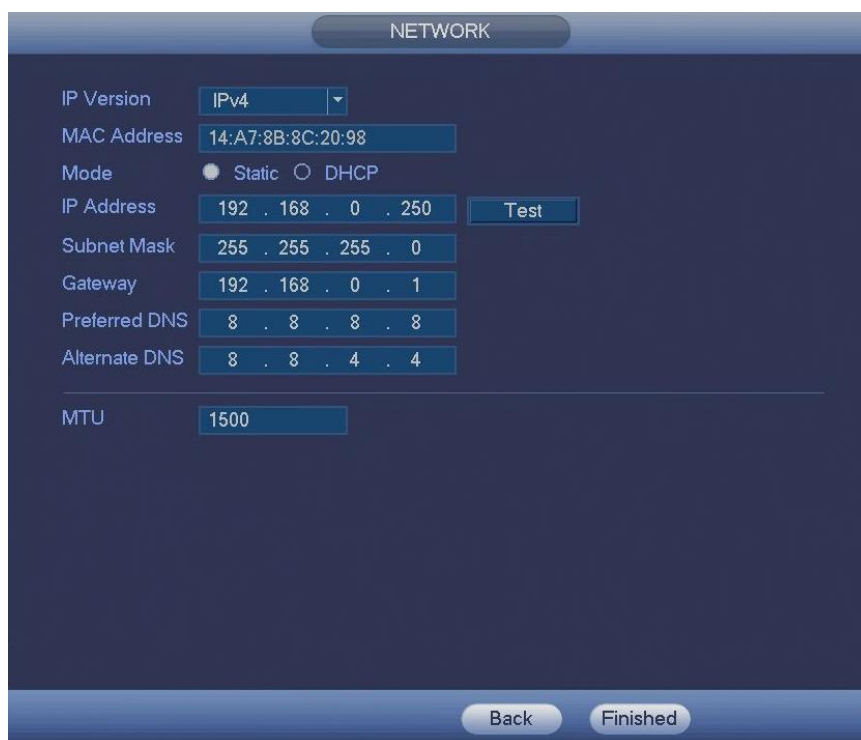 NETWORK
IP Version IPv4
MAC Address 14:A7:8B:8C:20:98
Mode Static DHCP
IP Address 192 . 168 . 0 . 250 Test
Subnet Mask 255 . 255 . 255 . 0
Gateway 192 . 168 . 0 . 1
Preferred DNS 8 . 8 . 8 . 8
Alternate DNS 8 . 8 . 4 . 4
MTU 1500
Back Finished